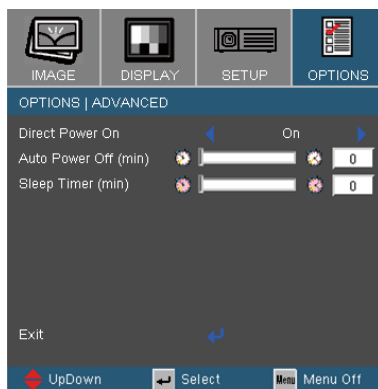 IMAGE DISPLAY SETUP OPTIONS
OPTIONS | ADVANCED
Direct Power On On
Auto Power Off (min) 0
Sleep Timer (min) 0
Exit
UpDown Select Menu Menu Off